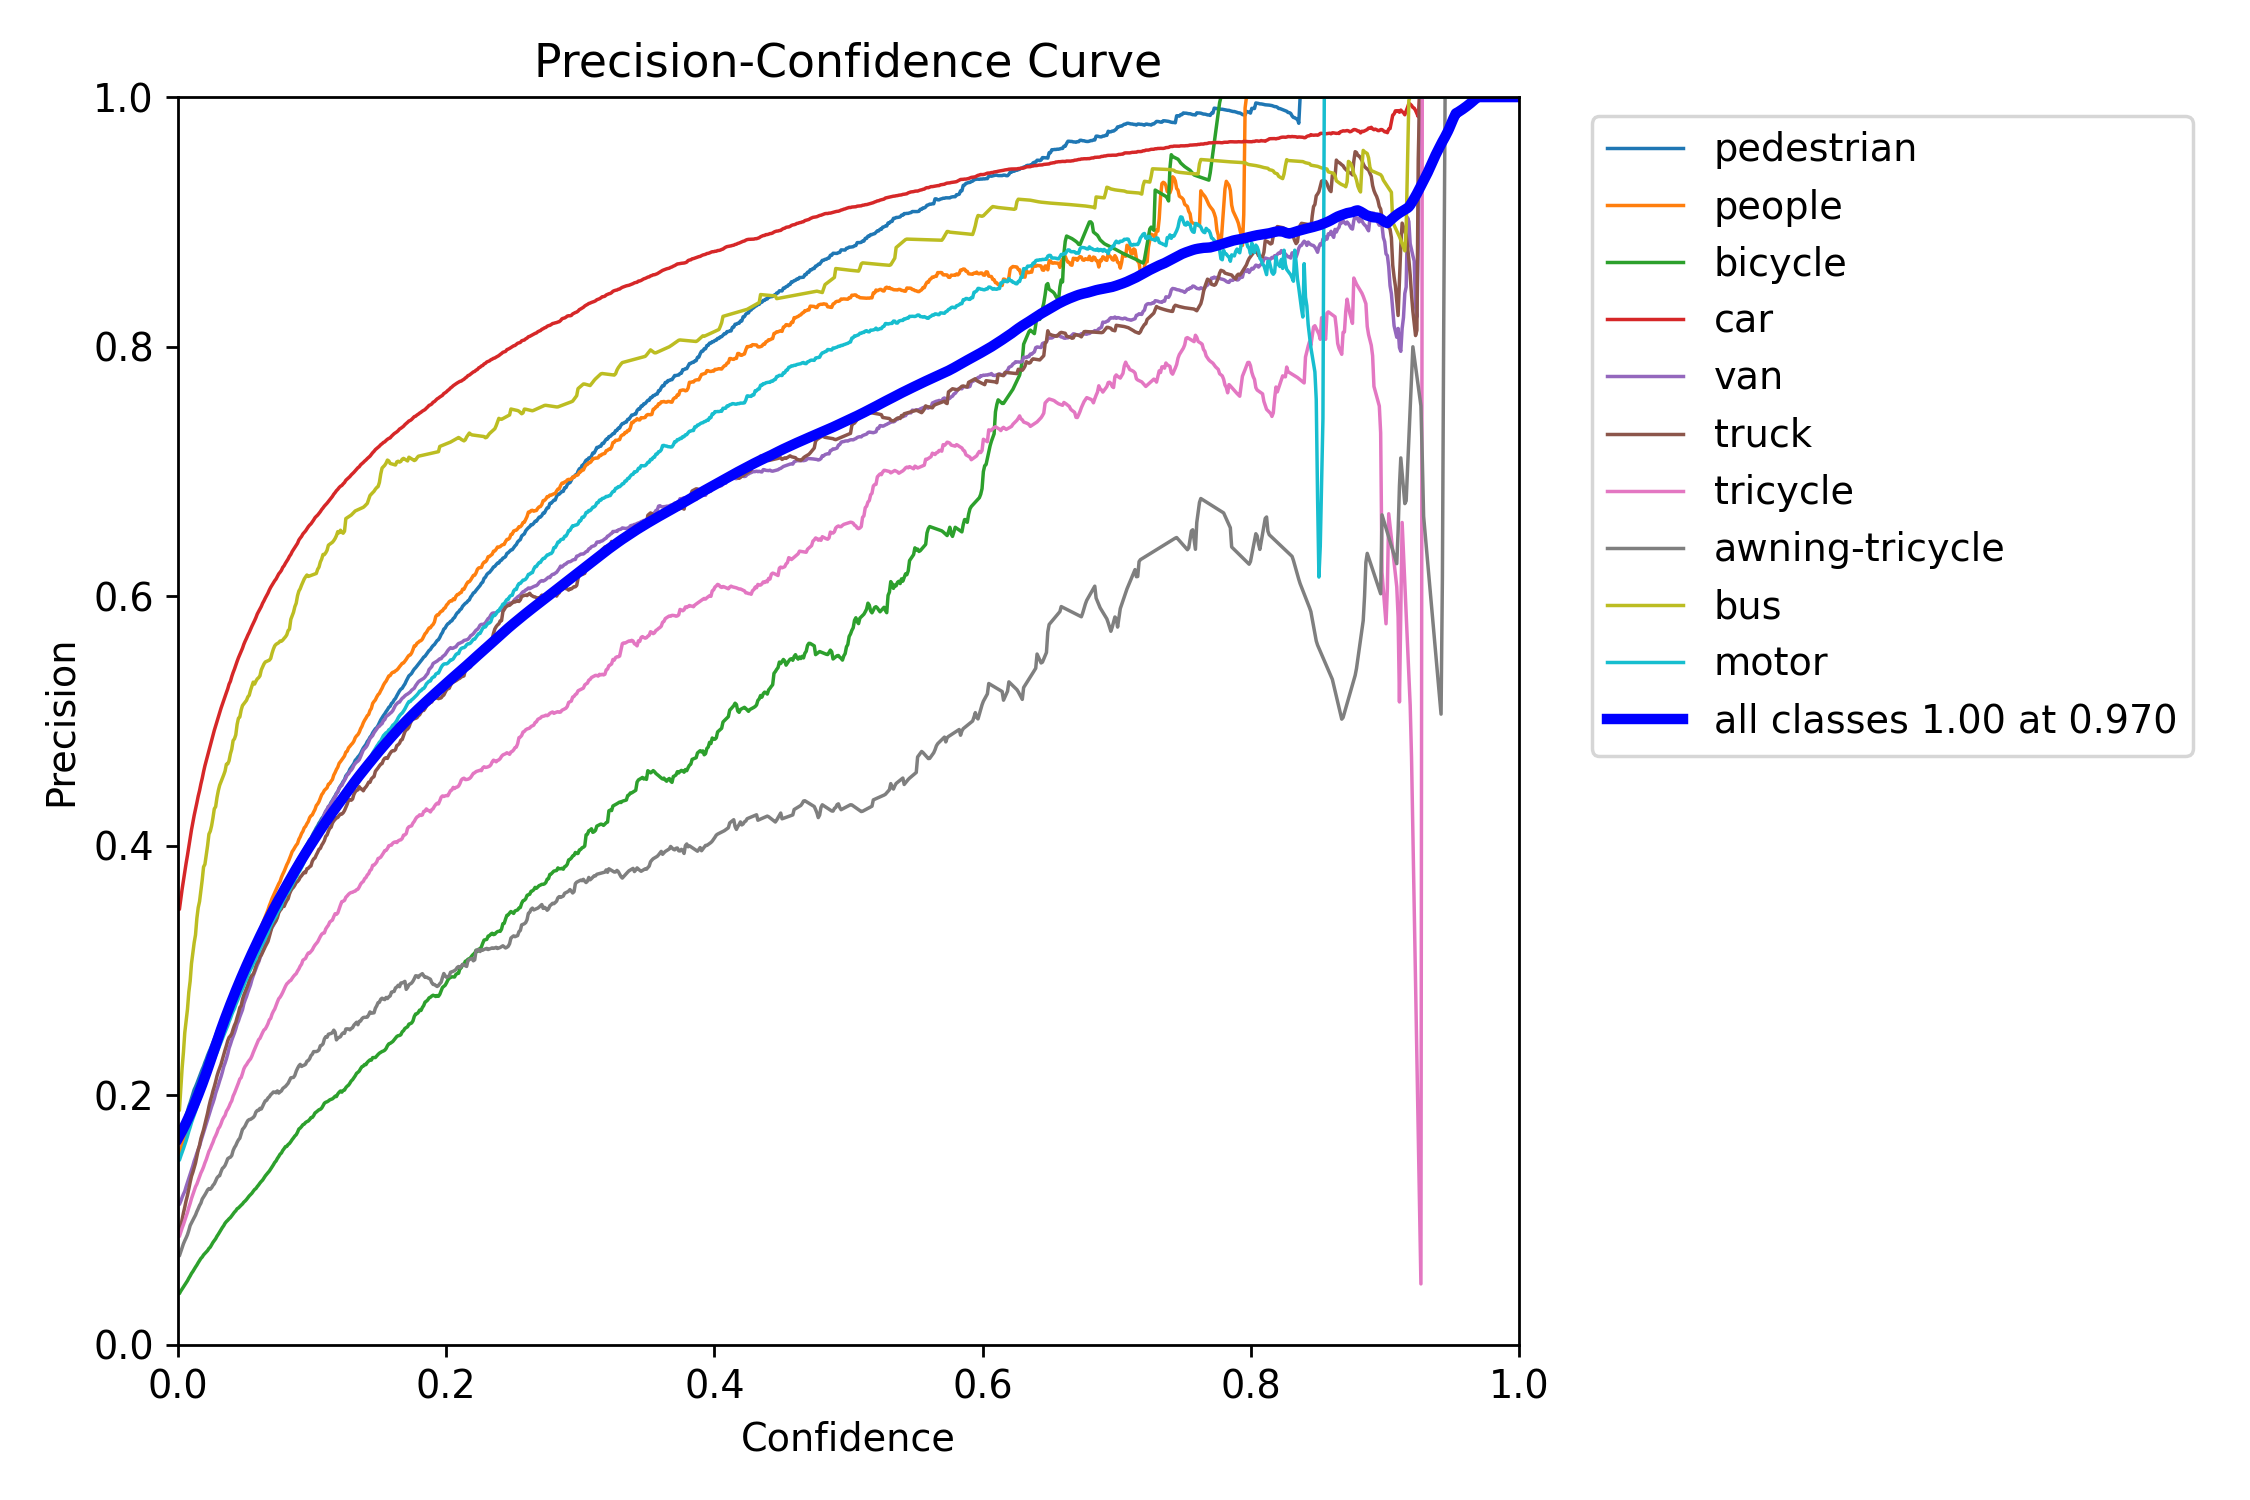 Precision-Confidence Curve
1.0
0.8
0.6
0.4
0.2
0.0
Precision
0.0 0.2 0.4 0.6 0.8 1.0
Confidence
pedestrian
people
bicycle
car
van
truck
tricycle
awning-tricycle
bus
motor
all classes 1.00 at 0.970